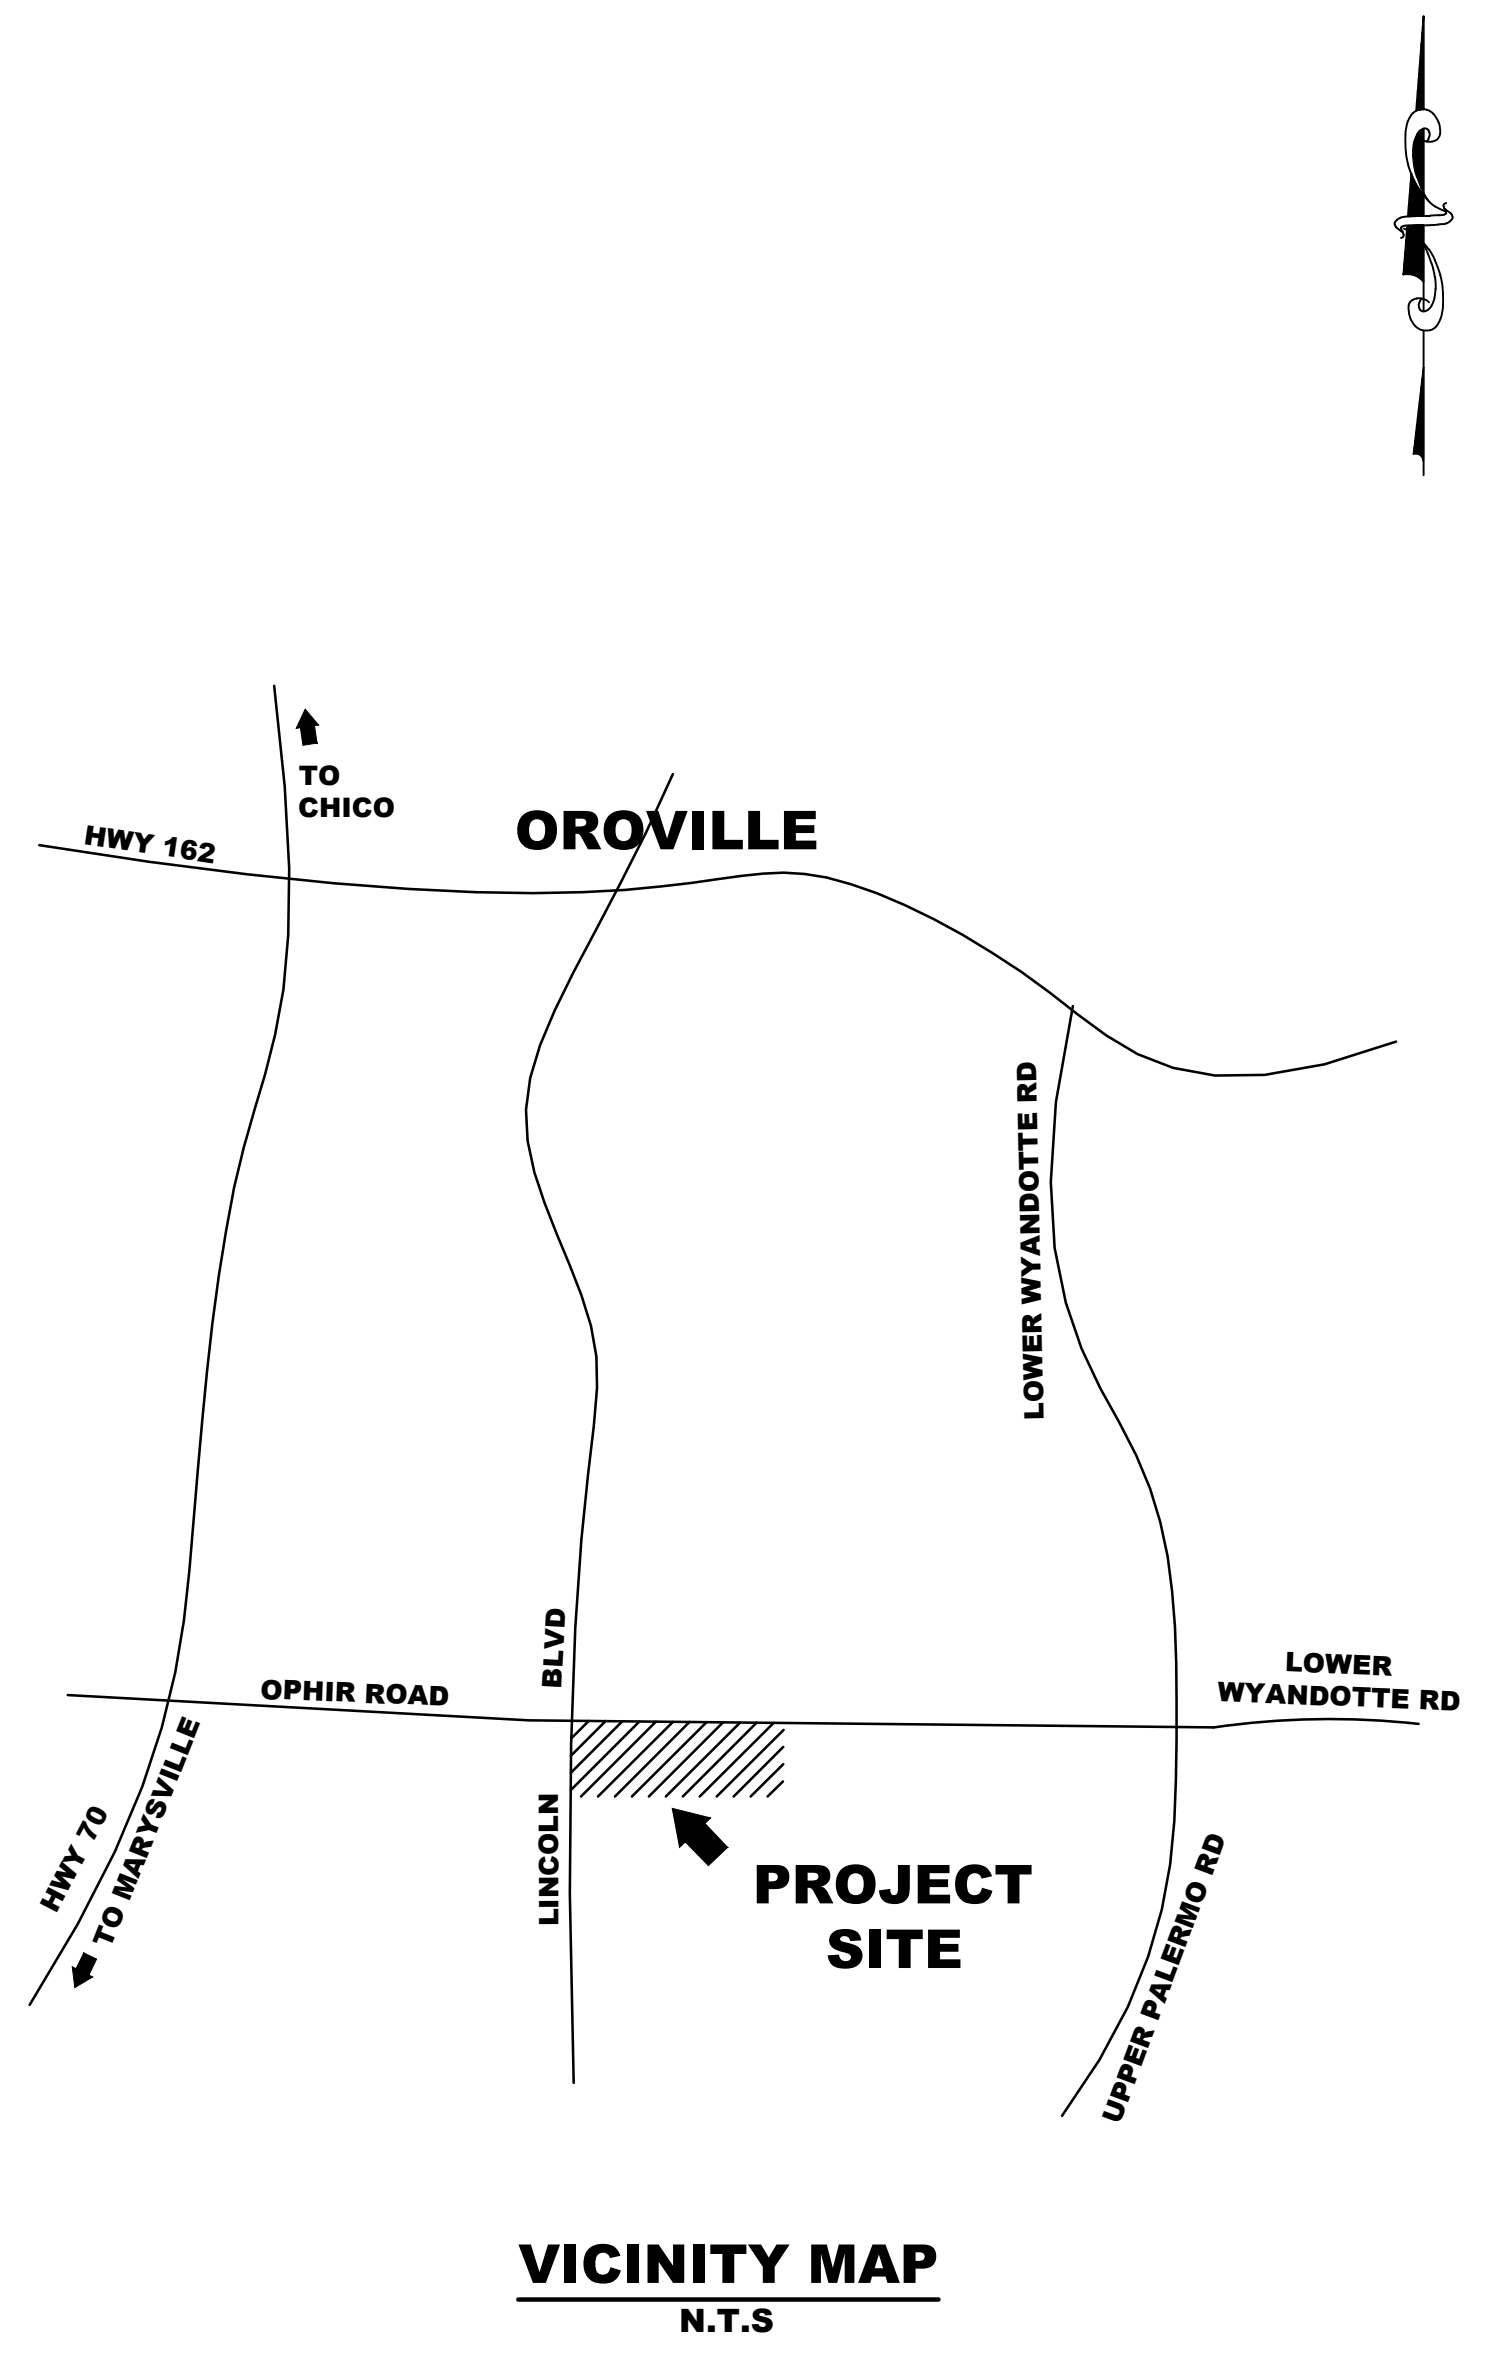 TO
CHICO
HWY 162
OROVILLE
LOWER WYANDOTTE RD
BLVD
LOWER
WYANDOTTE RD
OPHIR ROAD
LINCOLN
HWY 70
TO MARYSVILLE
PROJECT
SITE
UPPER PALERMO RD
VICINITY MAP
N.T.S